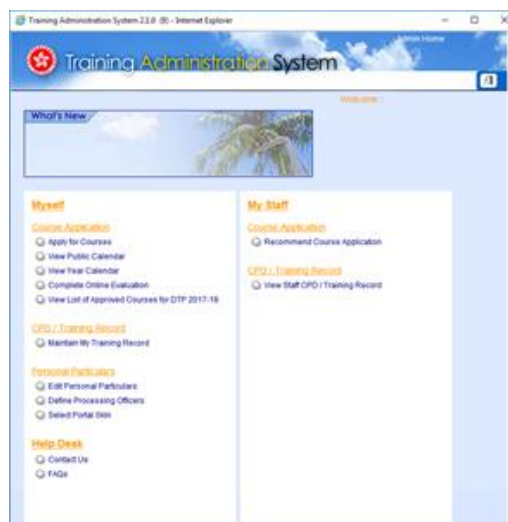 Training Administration System 2.1.0 (B) - Internet Explorer
Admin Home
Training Administration System
Welcome :
What's New
Myself
Course Application
Apply for Courses
View Public Calendar
View Year Calendar
Complete Online Evaluation
View List of Approved Courses for DTP 2017-18
CPD / Training Record
Maintain My Training Record
Personal Particulars
Edit Personal Particulars
Define Processing Officers
Select Portal Skin
Help Desk
Contact Us
FAQs
My Staff
Course Application
Recommend Course Application
CPD / Training Record
View Staff CPD / Training Record